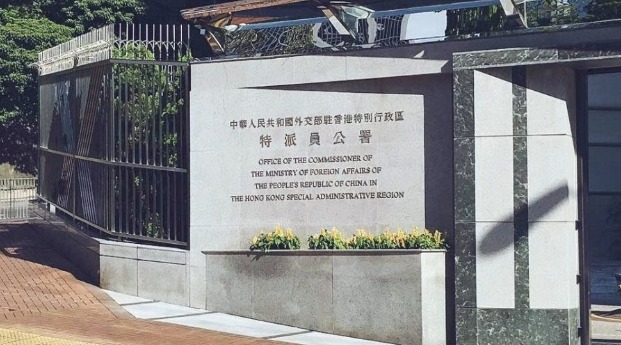 中華人民共和國外交部駐香港特別行政區
特派員公署
OFFICE OF THE COMMISSIONER OF
THE MINISTRY OF FOREIGN AFFAIRS OF
THE PEOPLE'S REPUBLIC OF CHINA IN
THE HONG KONG SPECIAL ADMINISTRATIVE REGION